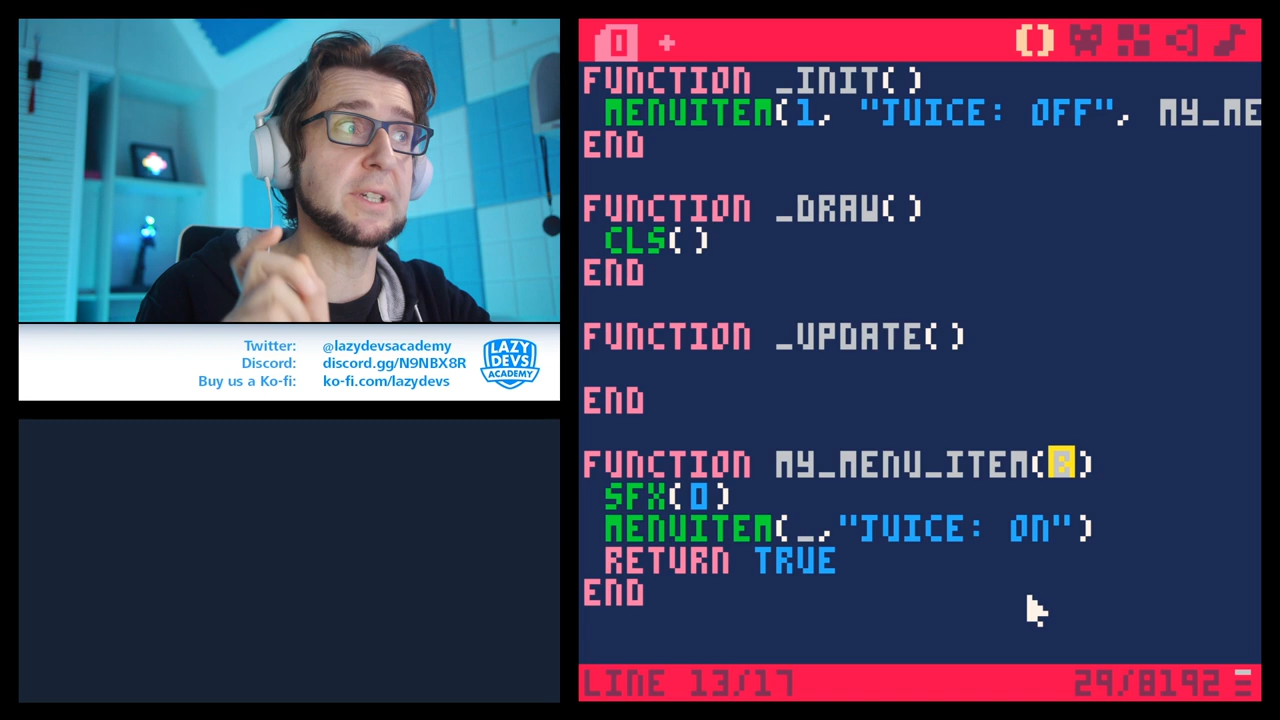 Twitter: @lazydevsacademy
Discord: discord.gg/N9NBX8R
Buy us a Ko-fi: ko-fi.com/lazydevs
LAZY
DEVS
ACADEMY
0 +
FUNCTION _INIT()
MENUITEM(1, "JUICE: OFF", MY_ME
END
FUNCTION _DRAW()
CLS()
END
FUNCTION _UPDATE()
END
FUNCTION MY_MENU_ITEM(B)
SFX(0)
MENUITEM(_,"JUICE: ON")
RETURN TRUE
END
LINE 13/17 29/8192